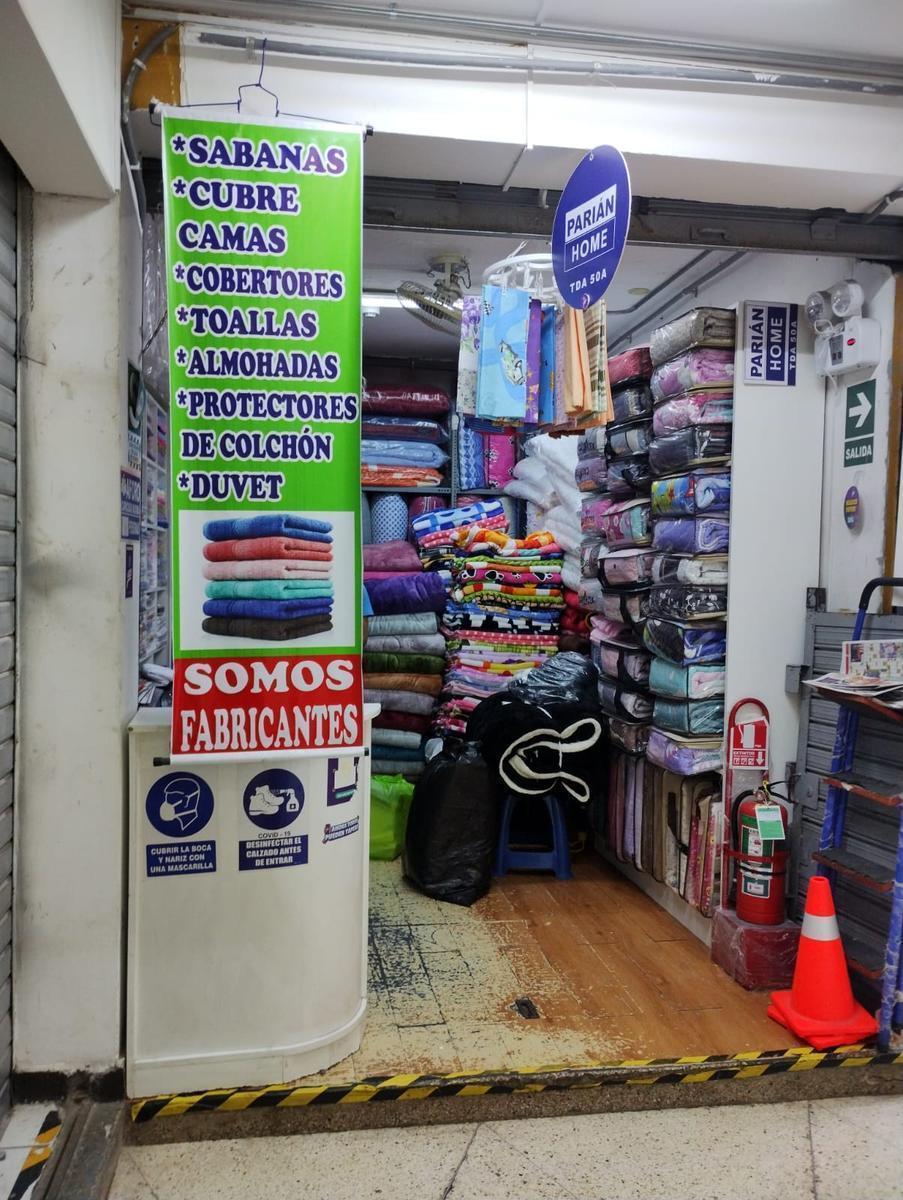 *SABANAS
*CUBRE
CAMAS
*COBERTORES
*TOALLAS
*ALMOHADAS
*PROTECTORES
DE COLCHÓN
*DUVET
SOMOS
FABRICANTES
PARIÁN
HOME
TDA 50A
PARIÁN
HOME
TDA 50A
SALIDA
EXTINTOR
CUBRIR LA BOCA
Y NARIZ CON
UNA MASCARILLA
COVID - 19
DESINFECTAR EL
CALZADO ANTES
DE ENTRAR